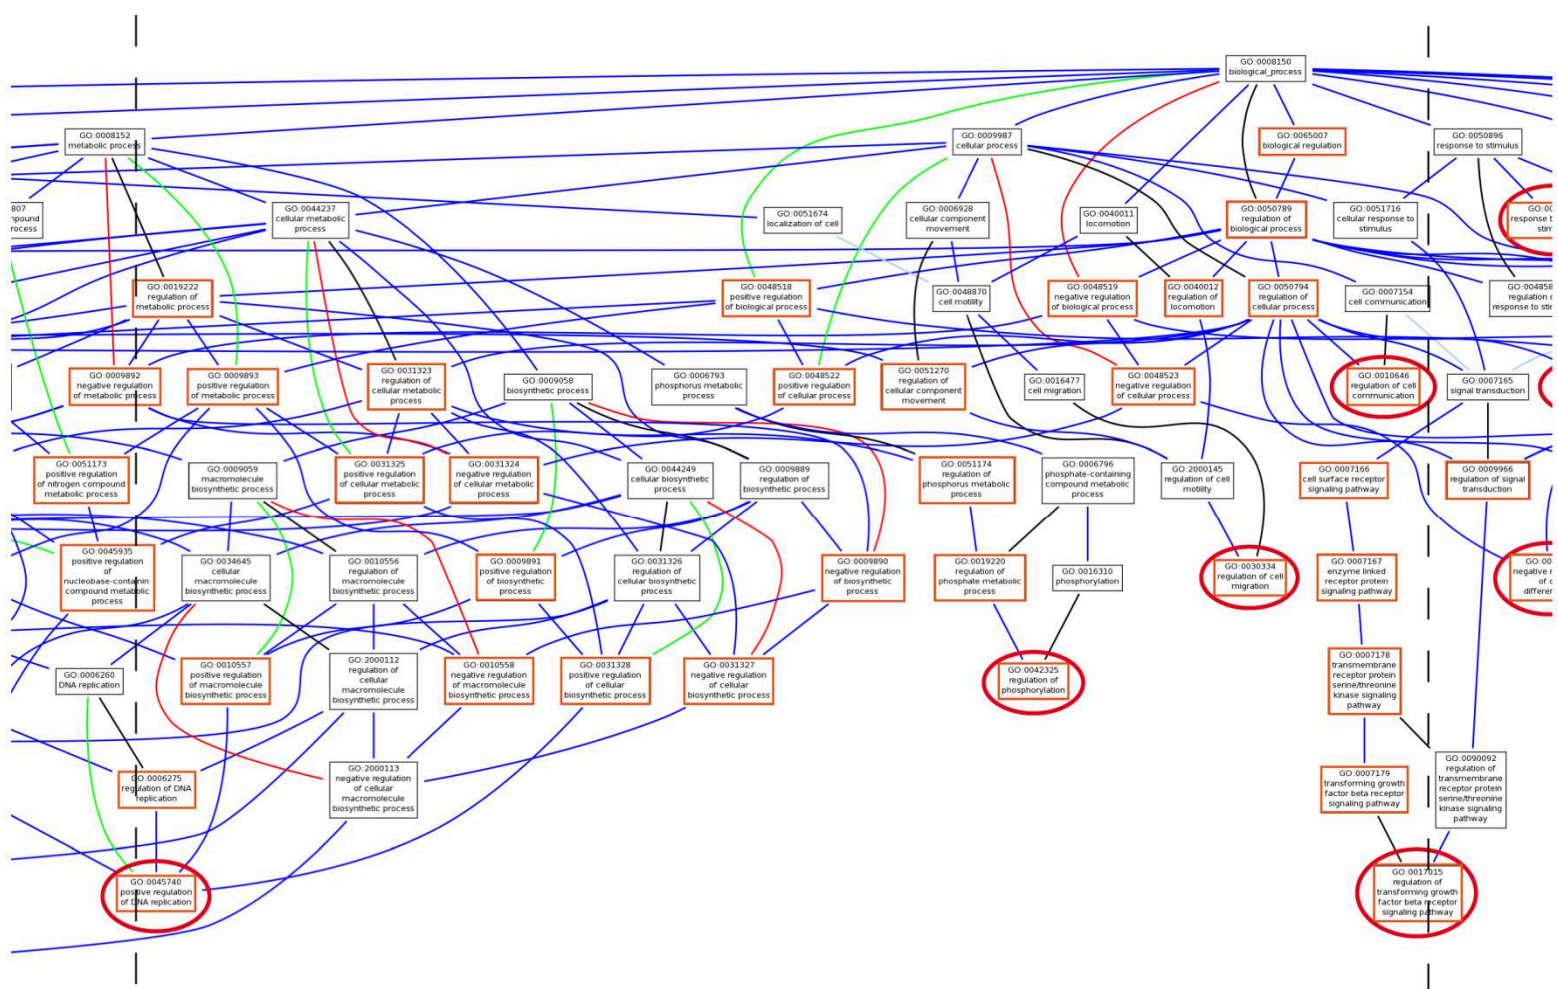 GO:0008150
biological_process
GO:0008152
metabolic process
GO:0009987
cellular process
GO:0065007
biological regulation
GO:0050896
response to stimulus
807
GO:0044237
cellular metabolic
process
GO:0051674
localization of cell
GO:0006928
cellular component
movement
GO:0040011
locomotion
GO:0050789
regulation of
biological process
GO:0051716
cellular response to
stimulus
GO:0019222
regulation of
metabolic process
GO:0048518
positive regulation
of biological process
GO:0048870
cell motility
GO:0048519
negative regulation
of biological process
GO:0040012
regulation of
locomotion
GO:0050794
regulation of
cellular process
GO:0007154
cell communication
GO:0009892
negative regulation
of metabolic process
GO:0009893
positive regulation
of metabolic process
GO:0031323
regulation of
cellular metabolic
process
GO:0009058
biosynthetic process
GO:0006793
phosphorus metabolic
process
GO:0048522
positive regulation
of cellular process
GO:0051270
regulation of
cellular component
movement
GO:0016477
cell migration
GO:0048523
negative regulation
of cellular process
GO:0010646
regulation of cell
communication
GO:0007165
signal transduction
GO:0051173
positive regulation
of nitrogen compound
metabolic process
GO:0009059
macromolecule
biosynthetic process
GO:0031325
positive regulation
of cellular metabolic
process
GO:0031324
negative regulation
of cellular metabolic
process
GO:0044249
cellular biosynthetic
process
GO:0009889
regulation of
biosynthetic process
GO:0051174
regulation of
phosphorus metabolic
process
GO:0006796
phosphate-containing
compound metabolic
process
GO:2000145
regulation of cell
motility
GO:0007166
cell surface receptor
signaling pathway
GO:0009966
regulation of signal
transduction
GO:0045935
positive regulation
of
nucleobase-containin
compound metabolic
process
GO:0034645
cellular
macromolecule
biosynthetic process
GO:0010556
regulation of
macromolecule
biosynthetic process
GO:0009891
positive regulation
of biosynthetic
process
GO:0031326
regulation of
cellular biosynthetic
process
GO:0009890
negative regulation
of biosynthetic
process
GO:0019220
regulation of
phosphate metabolic
process
GO:0016310
phosphorylation
GO:0030334
regulation of cell
migration
GO:0007167
enzyme linked
receptor protein
signaling pathway
GO:0006260
DNA replication
GO:0010557
positive regulation
of macromolecule
biosynthetic process
GO:2000112
regulation of
cellular
macromolecule
biosynthetic process
GO:0010558
negative regulation
of macromolecule
biosynthetic process
GO:0031328
positive regulation
of cellular
biosynthetic process
GO:0031327
negative regulation
of cellular
biosynthetic process
GO:0042325
regulation of
phosphorylation
GO:0007178
transmembrane
receptor protein
serine/threonine
kinase signaling
pathway
GO:0006275
regulation of DNA
replication
GO:2000113
negative regulation
of cellular
macromolecule
biosynthetic process
GO:0007179
transforming growth
factor beta receptor
signaling pathway
GO:0090092
regulation of
transmembrane
receptor protein
serine/threonine
kinase signaling
pathway
GO:0045740
positive regulation
of DNA replication
GO:0017015
regulation of
transforming growth
factor beta receptor
signaling pathway